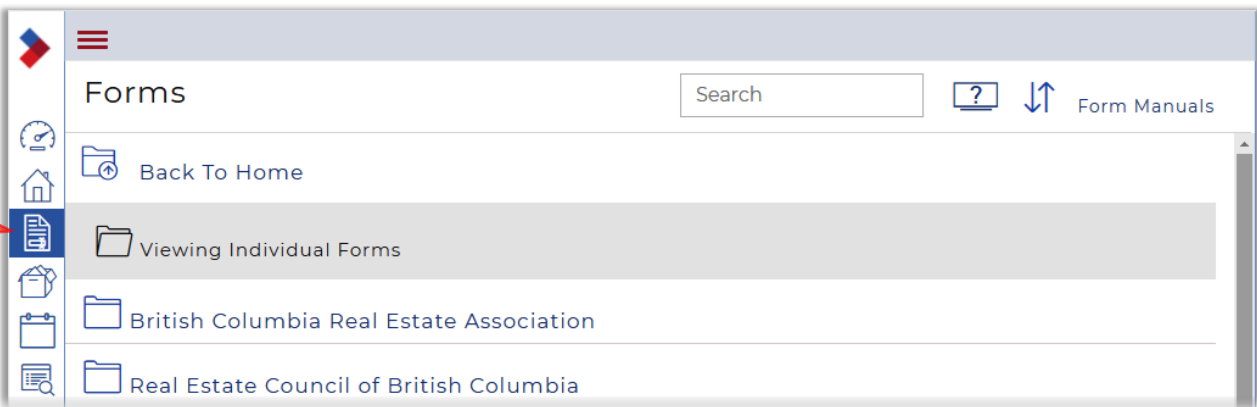 Forms
Search
?
Form Manuals
Back To Home
Viewing Individual Forms
British Columbia Real Estate Association
Real Estate Council of British Columbia